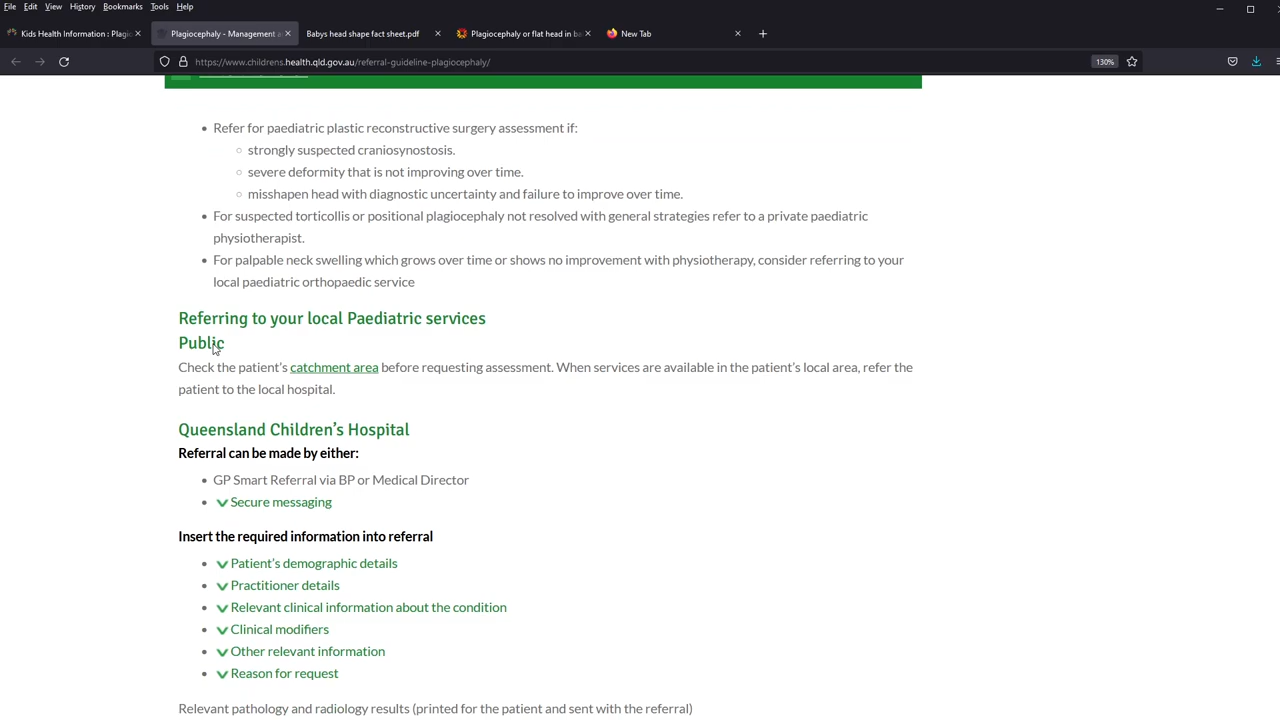 File Edit View History Bookmarks Tools Help
Kids Health Information : Plagio
Plagiocephaly - Management a
Babys head shape fact sheet.pdf
Plagiocephaly or flat head in ba
New Tab
https://www.childrens.health.qld.gov.au/referral-guideline-plagiocephaly/
130%
Refer for paediatric plastic reconstructive surgery assessment if:
strongly suspected craniosynostosis.
severe deformity that is not improving over time.
misshapen head with diagnostic uncertainty and failure to improve over time.
For suspected torticollis or positional plagiocephaly not resolved with general strategies refer to a private paediatric
physiotherapist.
For palpable neck swelling which grows over time or shows no improvement with physiotherapy, consider referring to your
local paediatric orthopaedic service
Referring to your local Paediatric services
Public
Check the patient's catchment area before requesting assessment. When services are available in the patient's local area, refer the
patient to the local hospital.
Queensland Children's Hospital
Referral can be made by either:
GP Smart Referral via BP or Medical Director
Secure messaging
Insert the required information into referral
Patient's demographic details
Practitioner details
Relevant clinical information about the condition
Clinical modifiers
Other relevant information
Reason for request
Relevant pathology and radiology results (printed for the patient and sent with the referral)